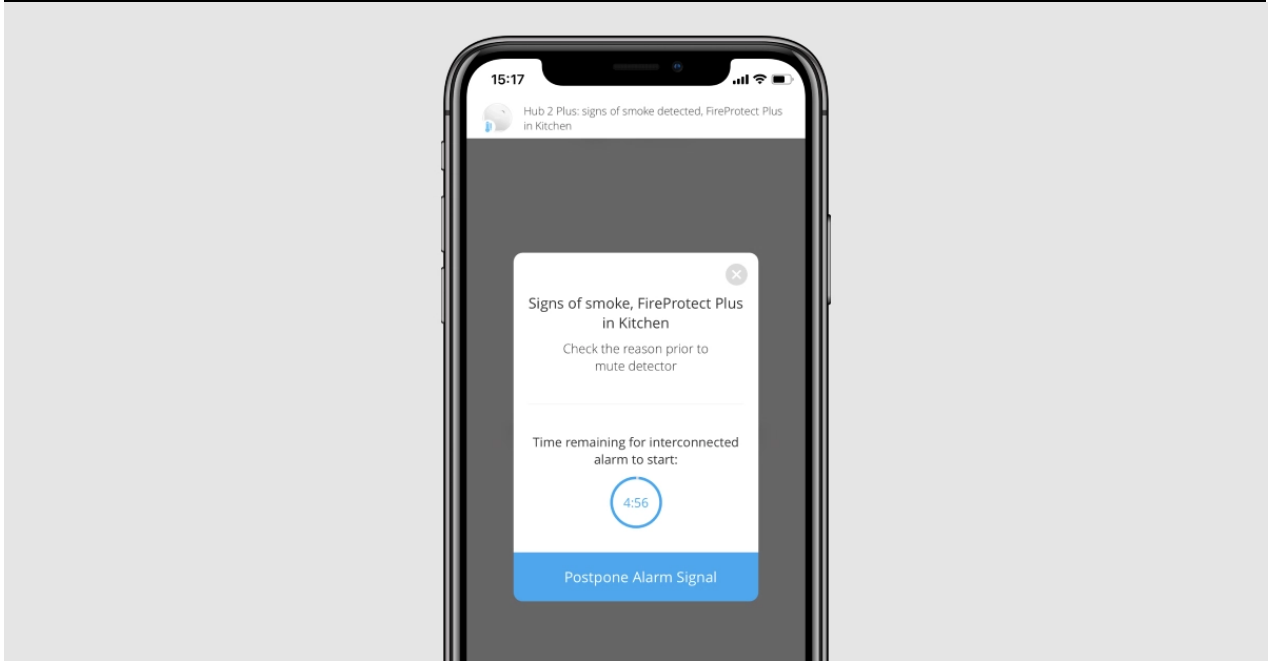 15:17
Hub 2 Plus: signs of smoke detected, FireProtect Plus
in Kitchen
Signs of smoke, FireProtect Plus
in Kitchen
Check the reason prior to
mute detector
Time remaining for interconnected
alarm to start:
4:56
Postpone Alarm Signal